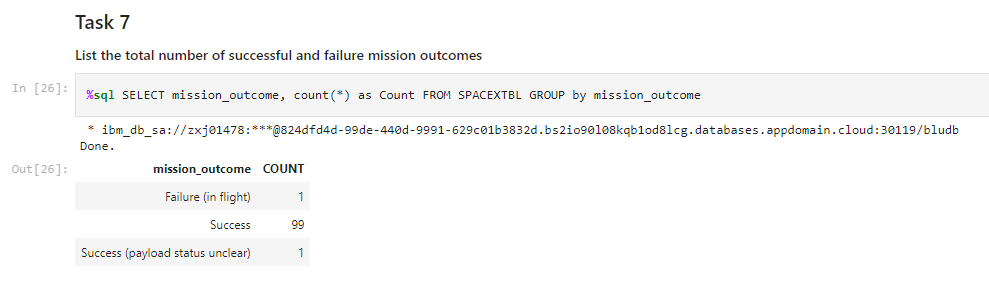 Task 7
List the total number of successful and failure mission outcomes
In [26]: %sql SELECT mission_outcome, count(*) as Count FROM SPACEXTBL GROUP by mission_outcome
* ibm_db_sa://zxj01478:***@824dfd4d-99de-440d-9991-629c01b3832d.bs2io90l08kqb1od8lcg.databases.appdomain.cloud:30119/bludb
Done.
Out[26]: mission_outcome COUNT
Failure (in flight) 1
Success 99
Success (payload status unclear) 1